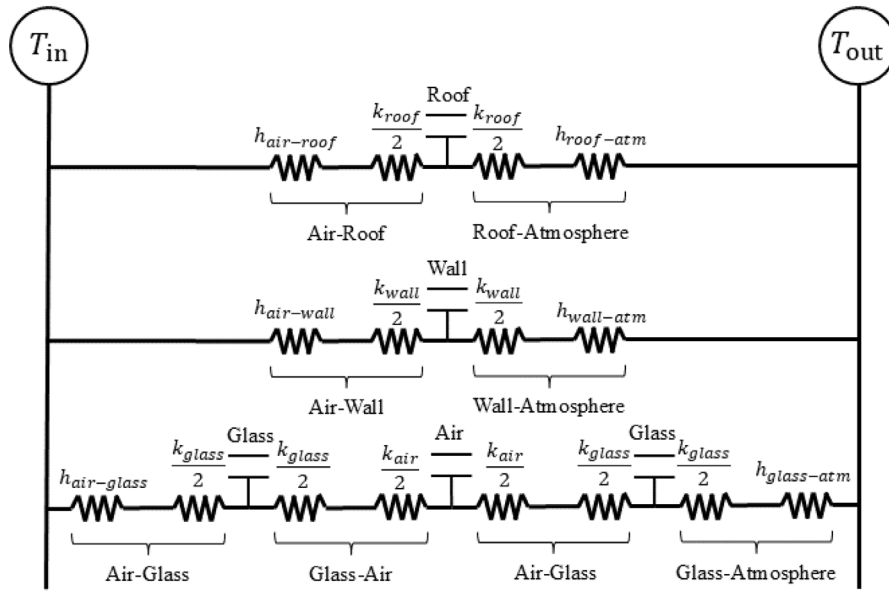 T_in T_out
Roof
h_air-roof k_roof/2 k_roof/2 h_roof-atm
Air-Roof Roof-Atmosphere
Wall
h_air-wall k_wall/2 k_wall/2 h_wall-atm
Air-Wall Wall-Atmosphere
Glass Air Glass
h_air-glass k_glass/2 k_glass/2 k_air/2 k_air/2 k_glass/2 k_glass/2 h_glass-atm
Air-Glass Glass-Air Air-Glass Glass-Atmosphere